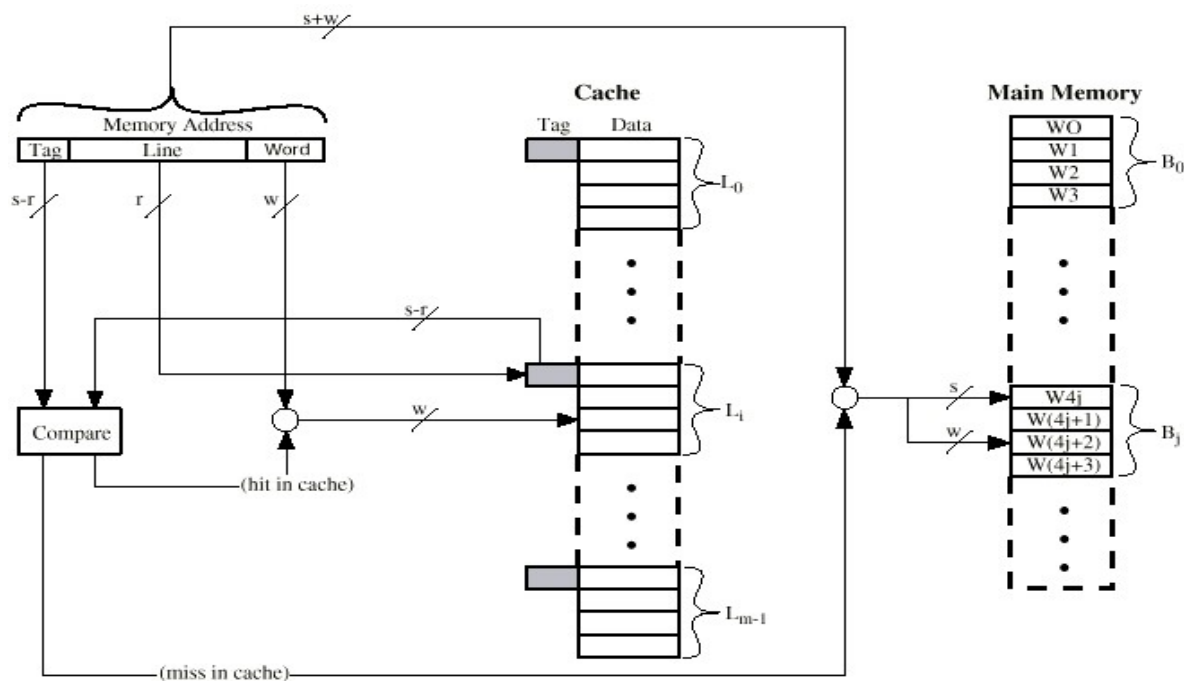 s+w
Cache
Main Memory
Memory Address
Tag Data
Tag Line Word
WO
W1
W2
W3
B0
L0
s-r
r
w
s-r
Li
w
Compare
(hit in cache)
s
w
W4j
W(4j+1)
W(4j+2)
W(4j+3)
Bj
Lm-1
(miss in cache)